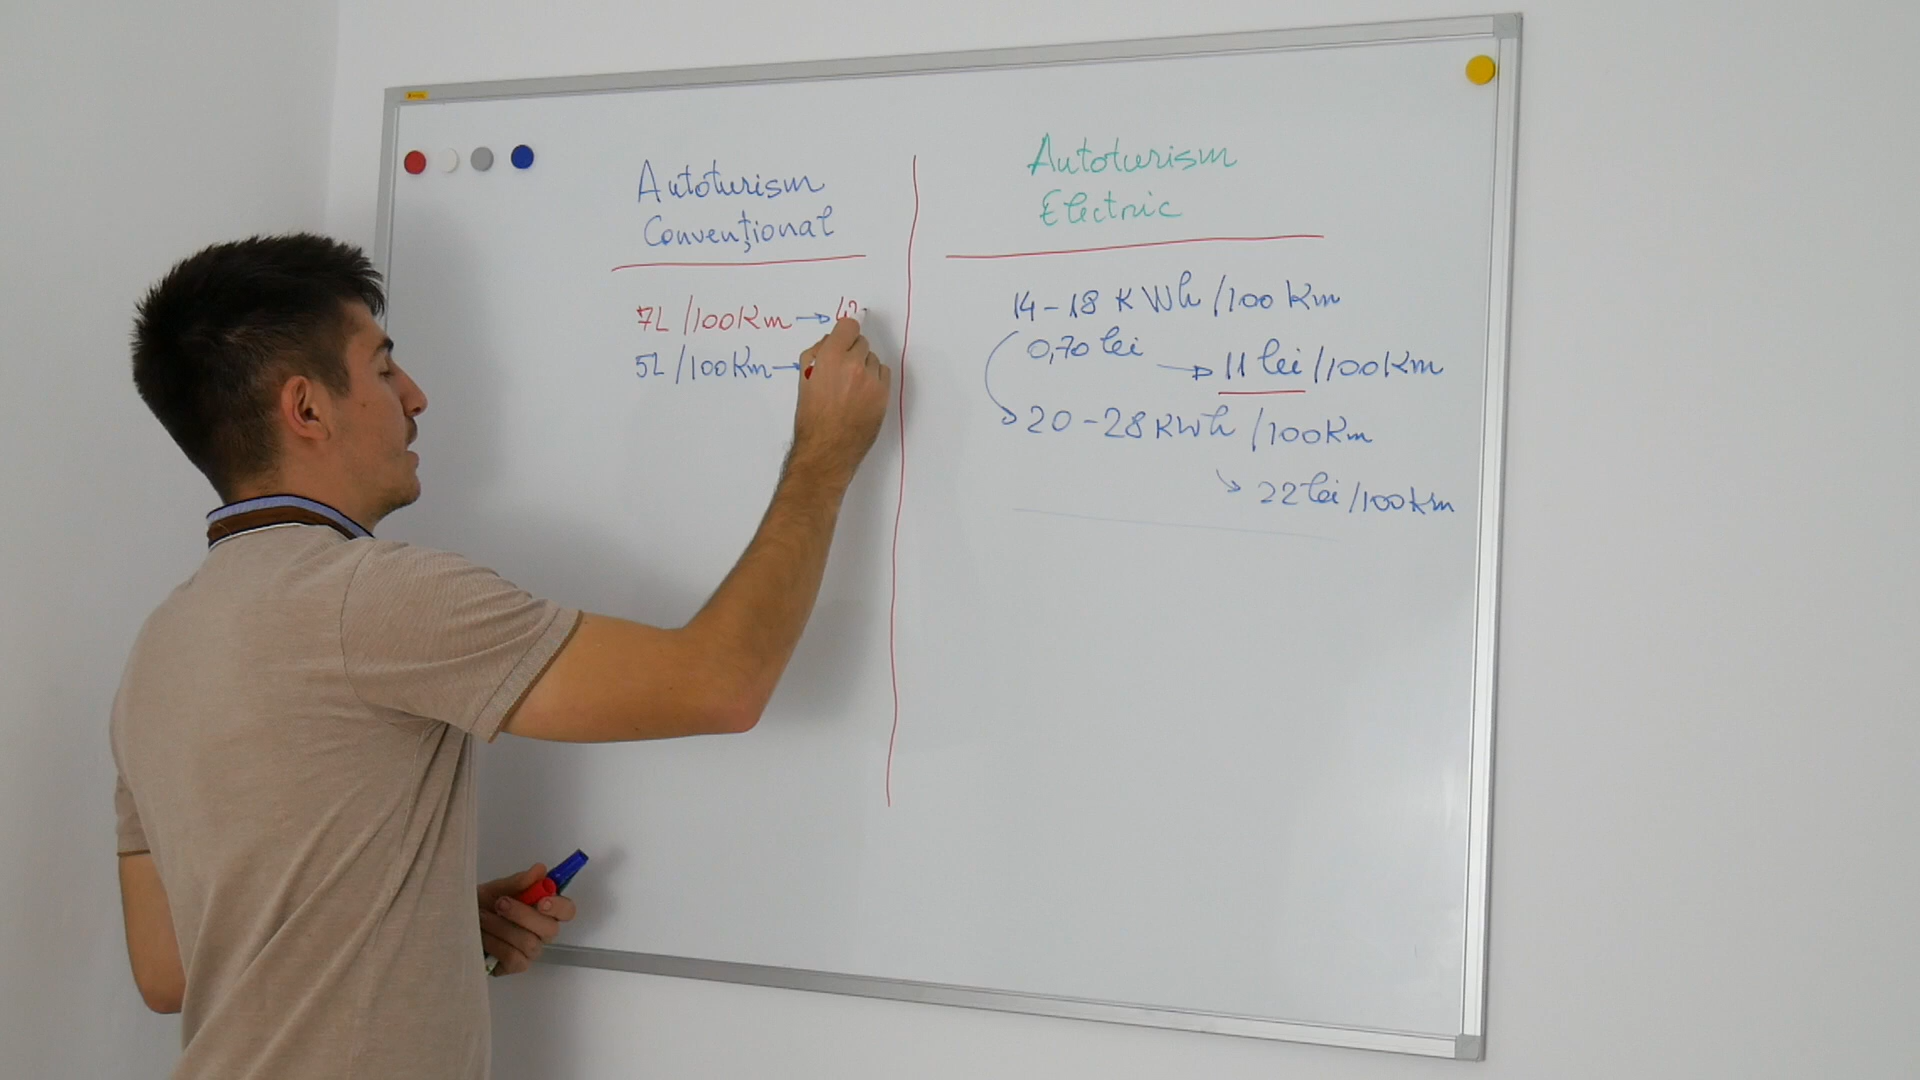 Autoturism
Convențional
7L /100Km → 42
5L /100Km →
Autoturism
Electric
14-18 KWh /100 Km
0,70 lei
→ 11 lei /100Km
20-28 KWh /100Km
↘ 22 lei /100Km